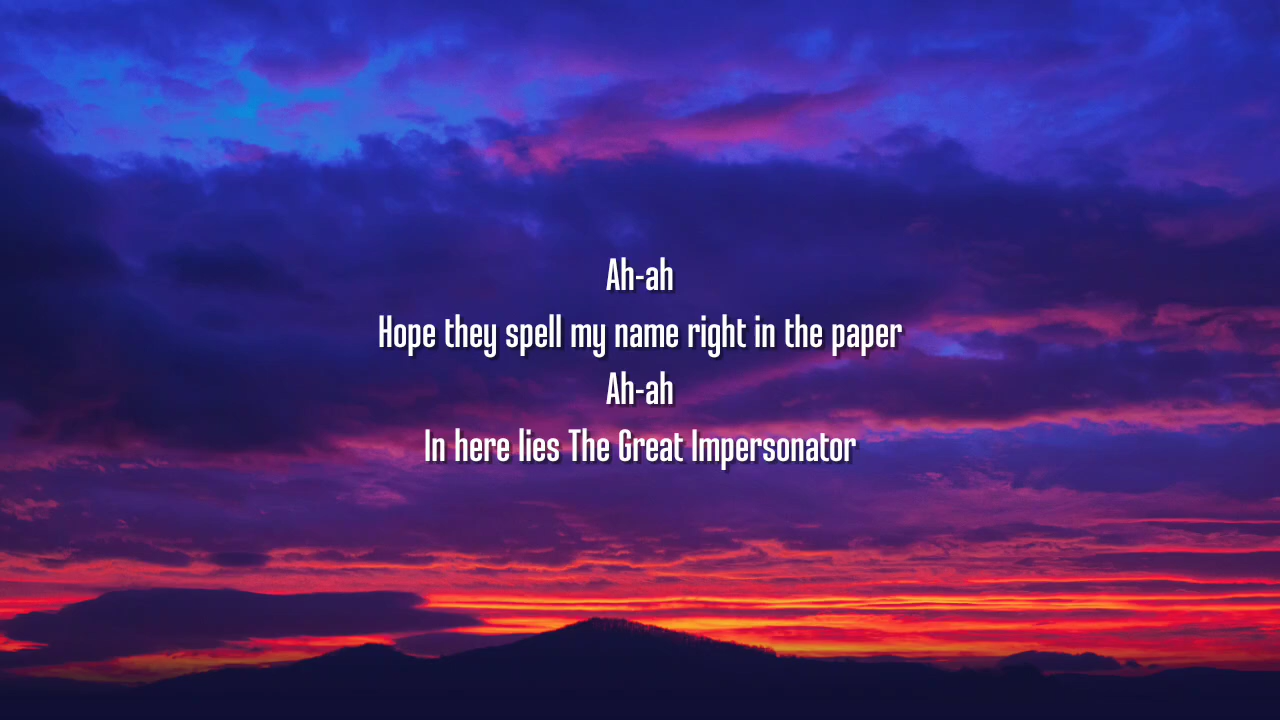 Ah-ah
Hope they spell my name right in the paper
Ah-ah
In here lies The Great Impersonator